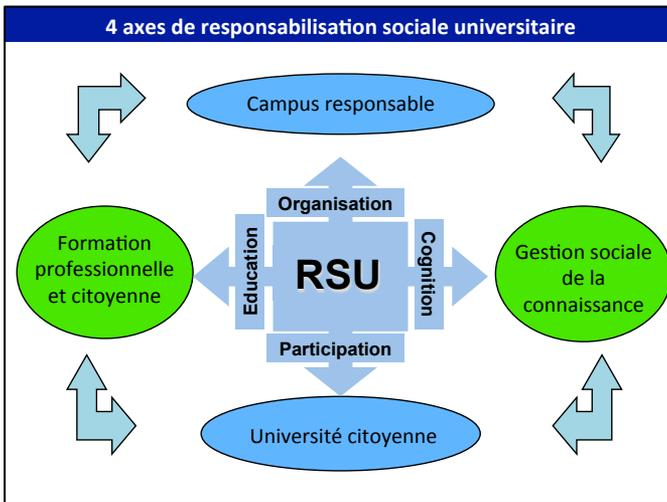 4 axes de responsabilisation sociale universitaire
Campus responsable
Organisation
Formation
professionnelle
et citoyenne
Education
RSU
Cognition
Gestion sociale
de la
connaissance
Participation
Université citoyenne